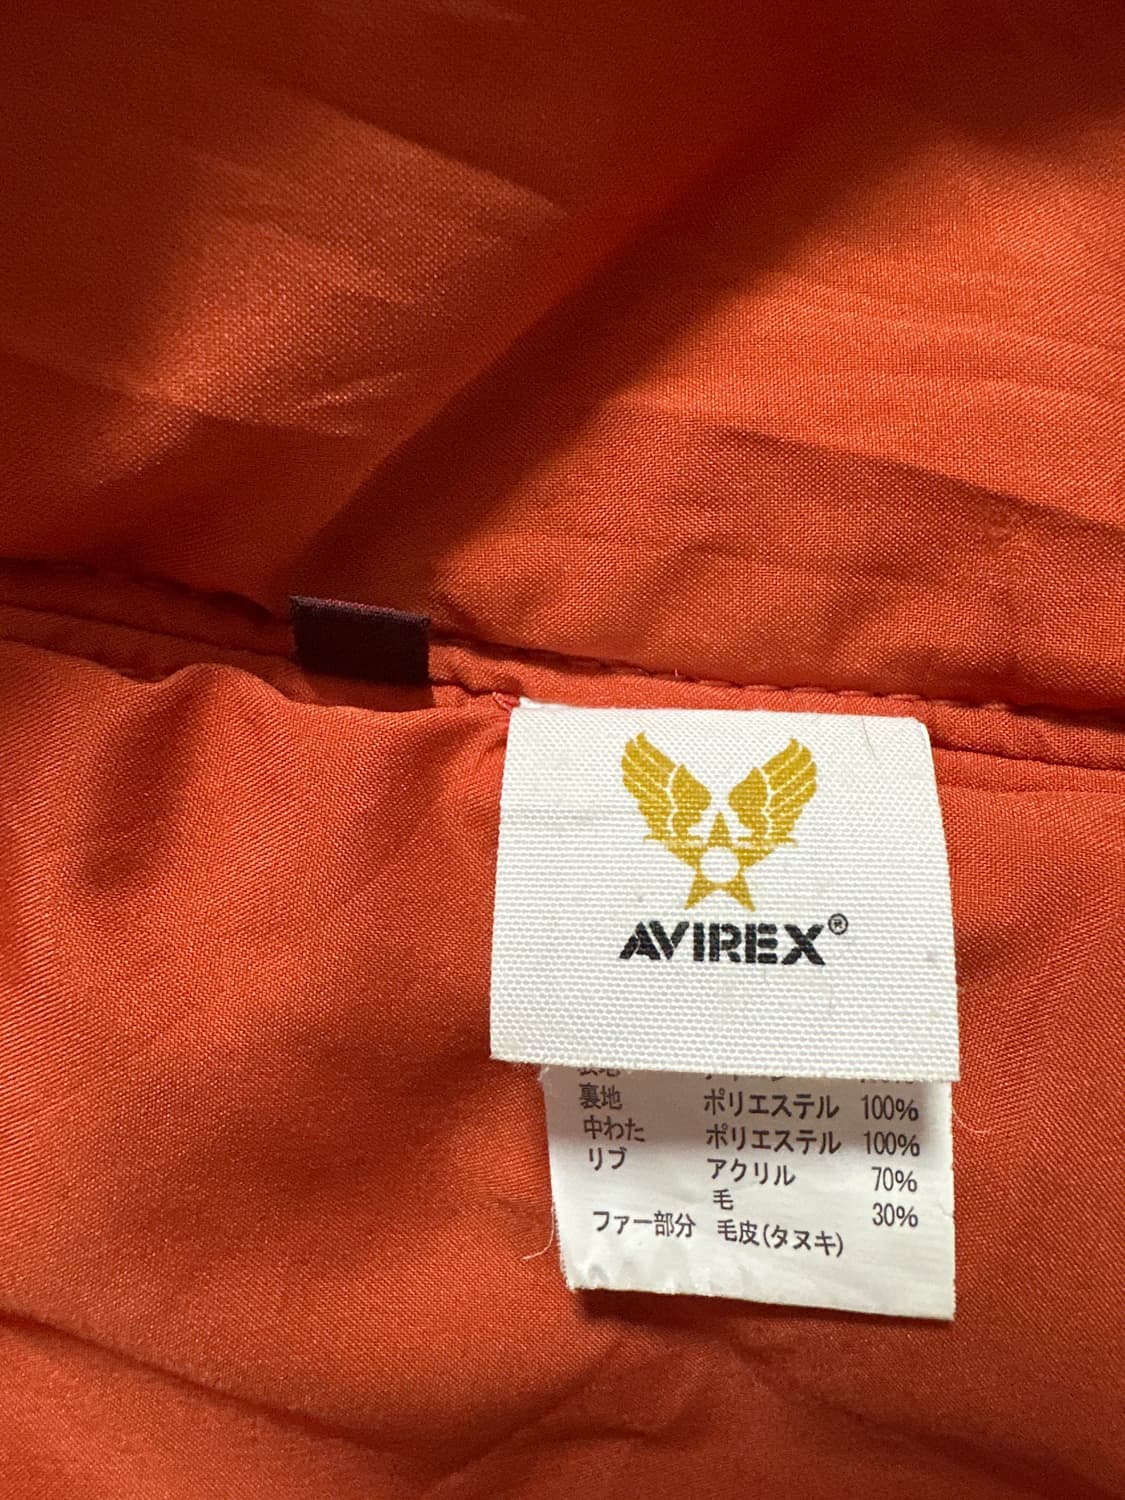 AVIREX®
裏地 ポリエステル 100%
中わた ポリエステル 100%
リブ アクリル 70%
毛 30%
ファー部分 毛皮(タヌキ)